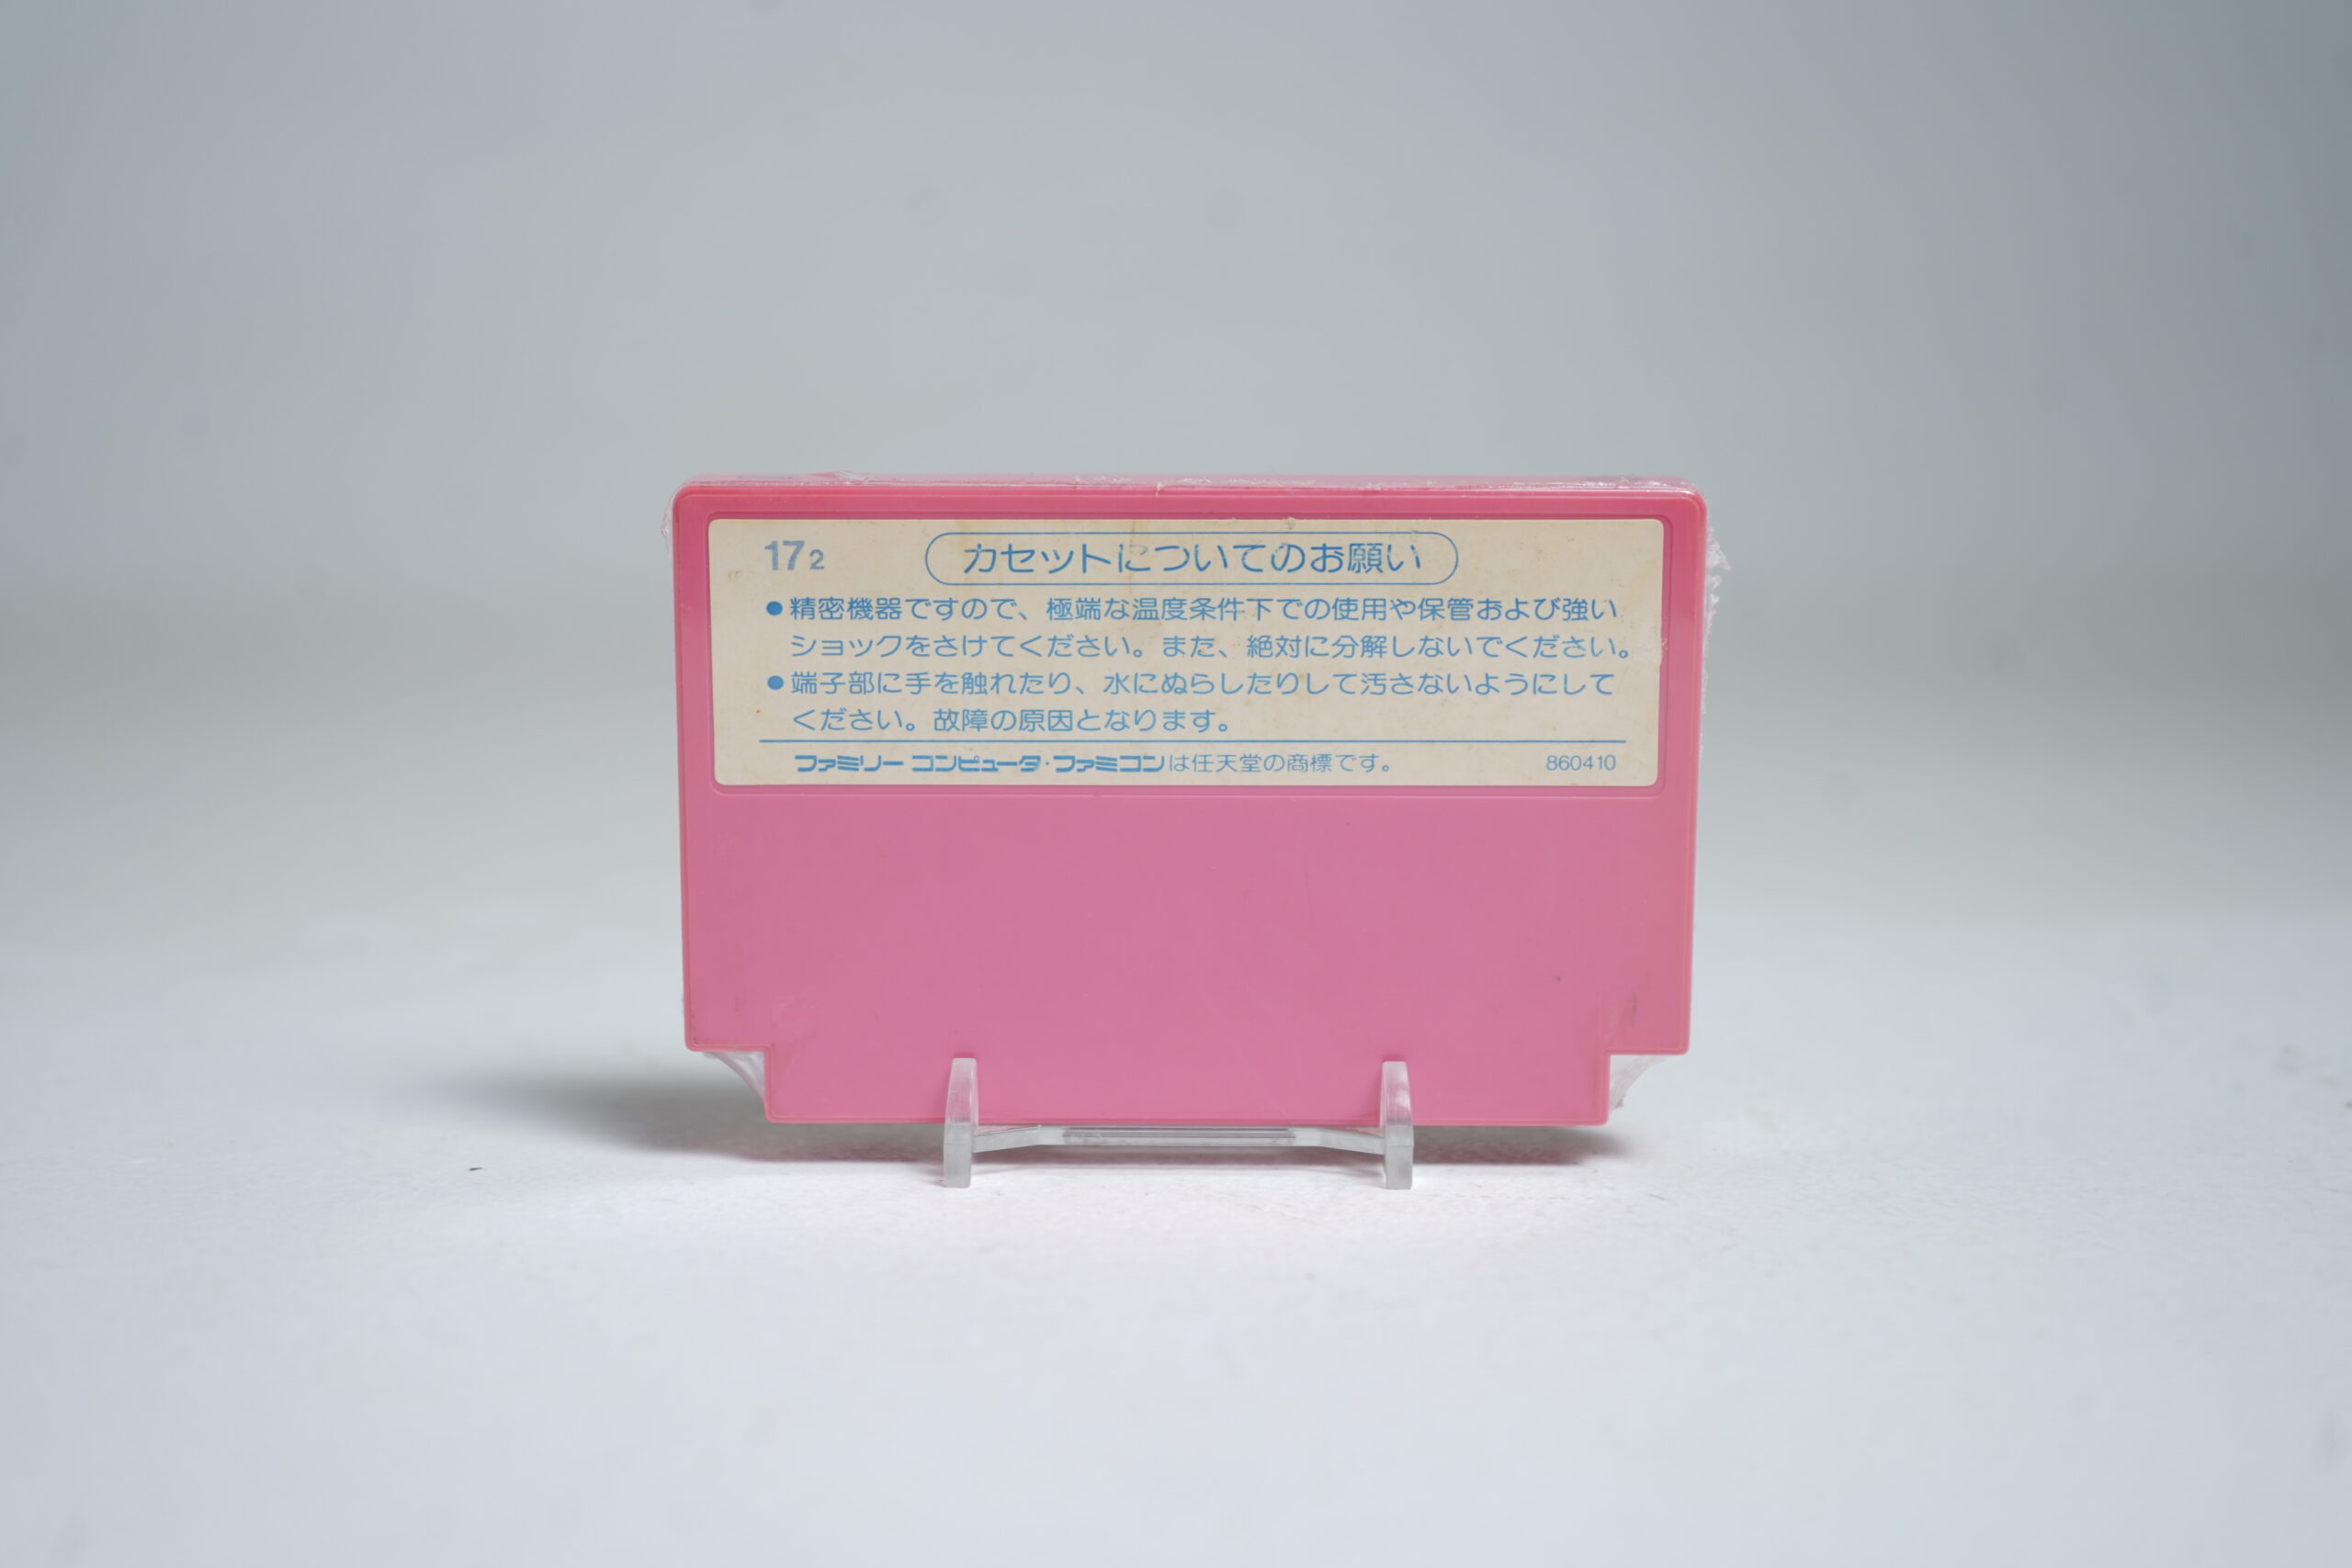 17 2
カセットについてのお願い
●精密機器ですので、極端な温度条件下での使用や保管および強い
ショックをさけてください。また、絶対に分解しないでください。
●端子部に手を触れたり、水にぬらしたりして汚さないようにして
ください。故障の原因となります。
ファミリー コンピュータ・ファミコンは任天堂の商標です。 860410